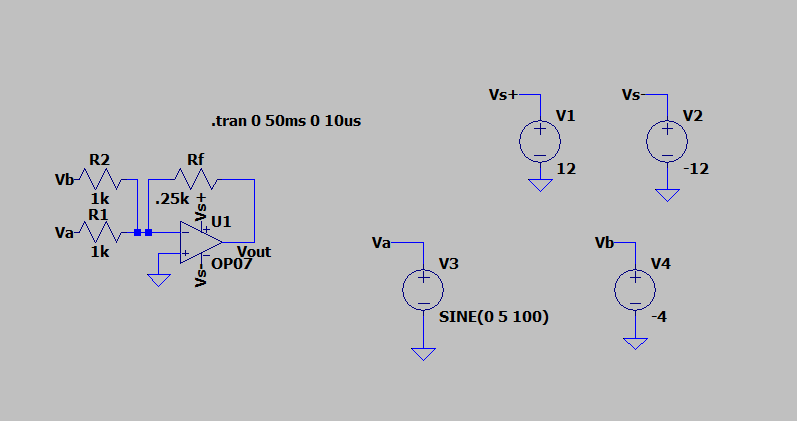 Vs+
V1
12
Vs-
V2
-12
.tran 0 50ms 0 10us
R2
Vb
1k
Rf
.25k
Vs+
R1
Va
1k
U1
Vout
OP07
Vs-
Va
V3
SINE(0 5 100)
Vb
V4
-4